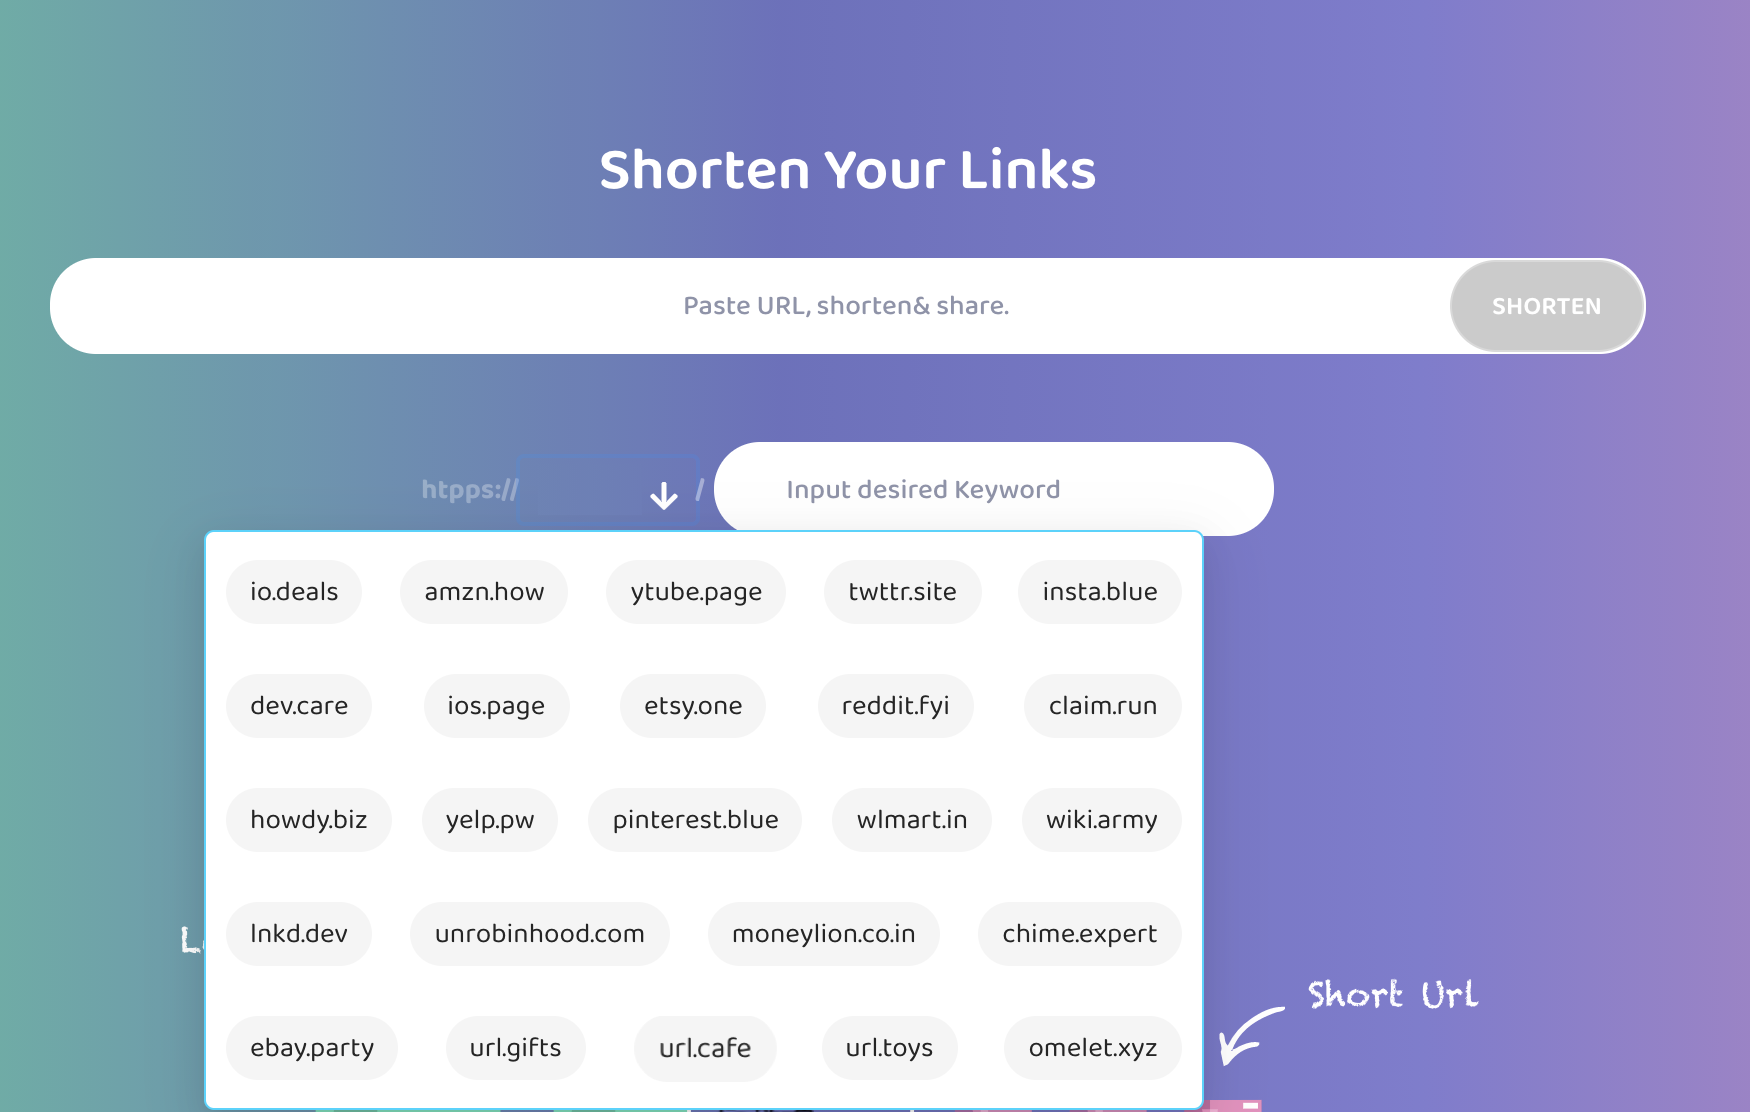 Shorten Your Links
Paste URL, shorten& share.
SHORTEN
htpps://
/
Input desired Keyword
io.deals amzn.how ytube.page twttr.site insta.blue
dev.care ios.page etsy.one reddit.fyi claim.run
howdy.biz yelp.pw pinterest.blue wlmart.in wiki.army
lnkd.dev unrobinhood.com moneylion.co.in chime.expert
Short Url
ebay.party url.gifts url.cafe url.toys omelet.xyz